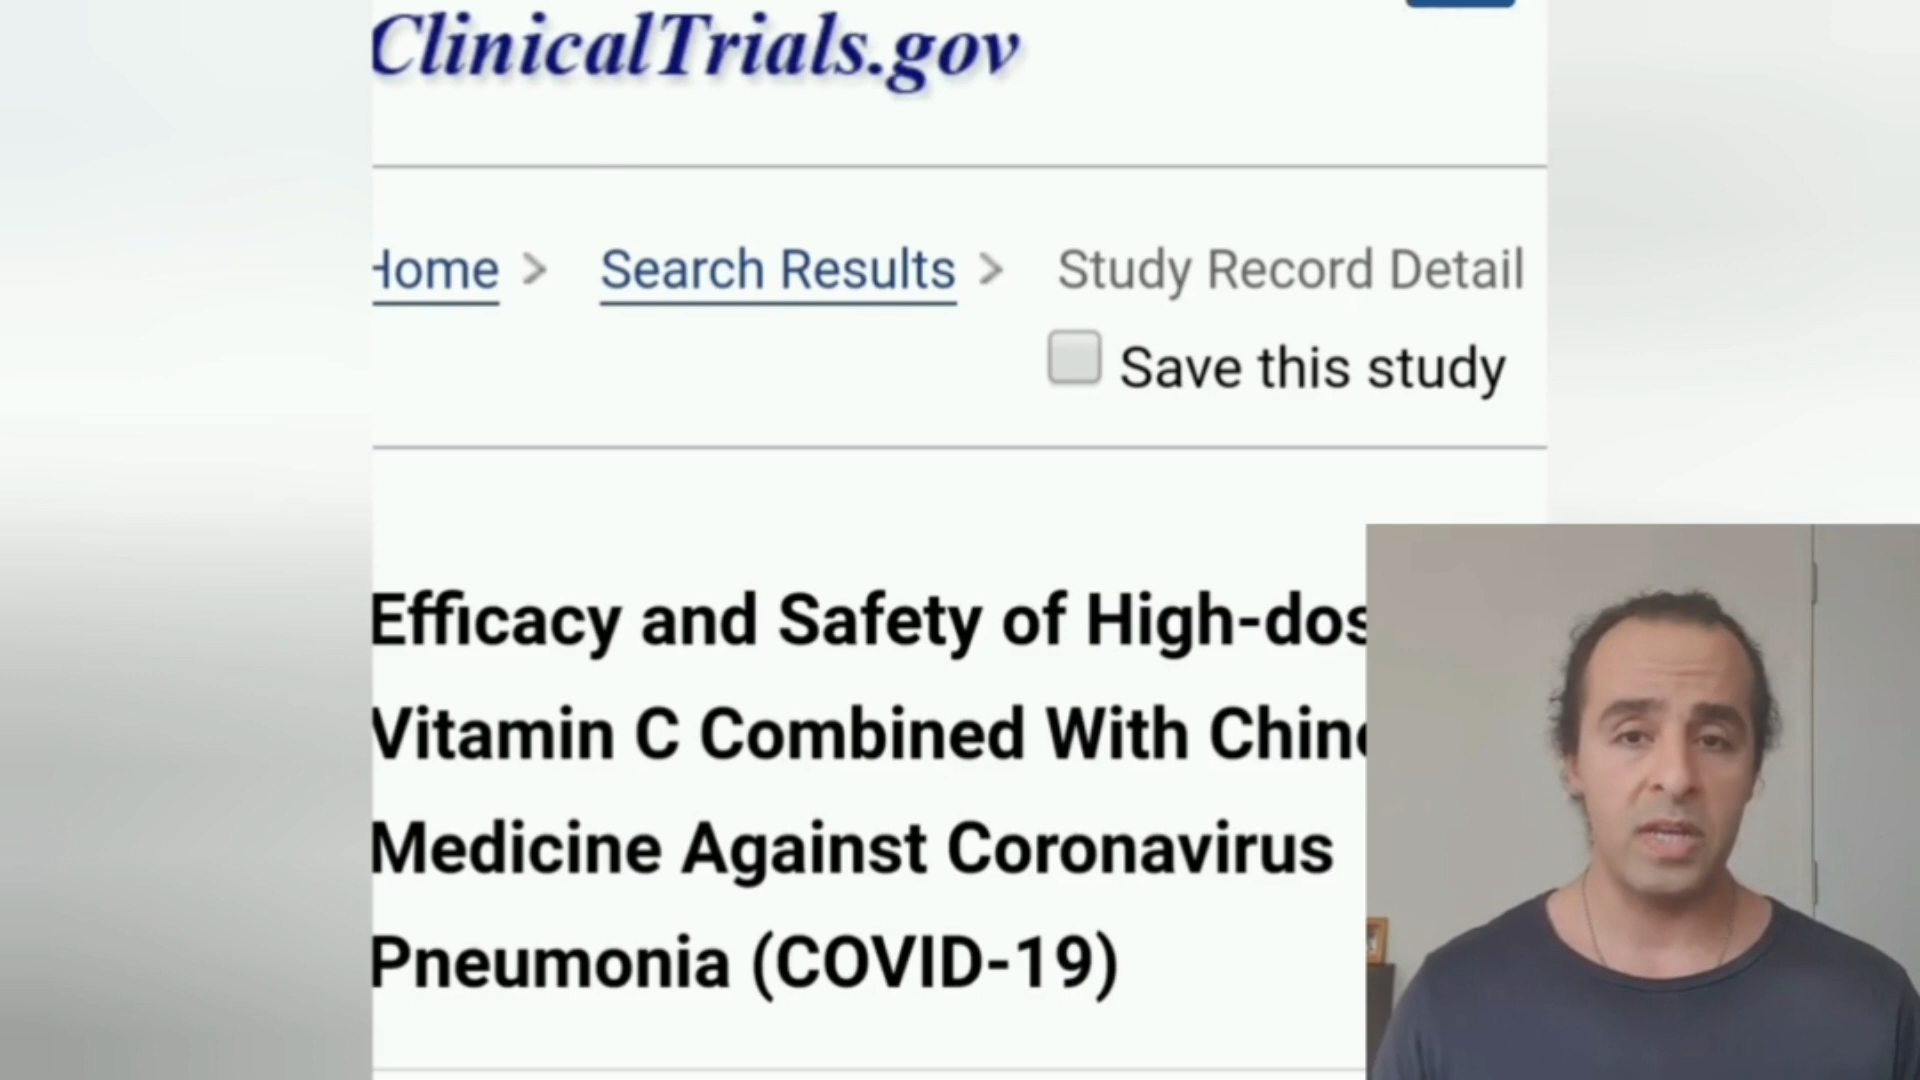 ClinicalTrials.gov
Home > Search Results > Study Record Detail
Save this study
Efficacy and Safety of High-dos
Vitamin C Combined With Chin
Medicine Against Coronavirus
Pneumonia (COVID-19)